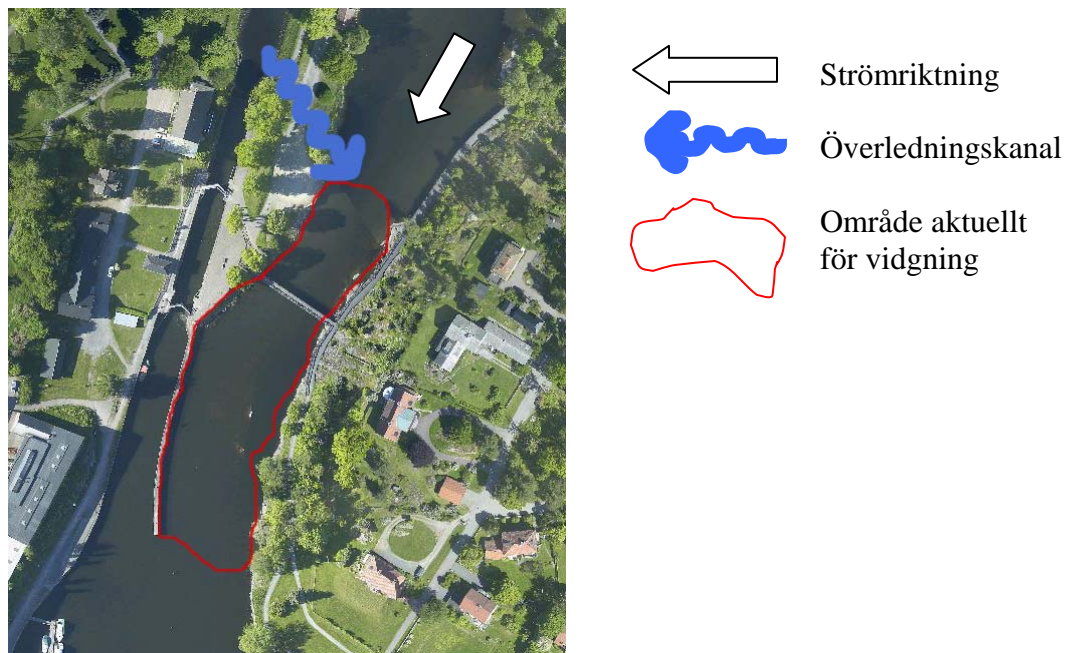 Strömriktning
Överledningskanal
Område aktuellt
för vidgning